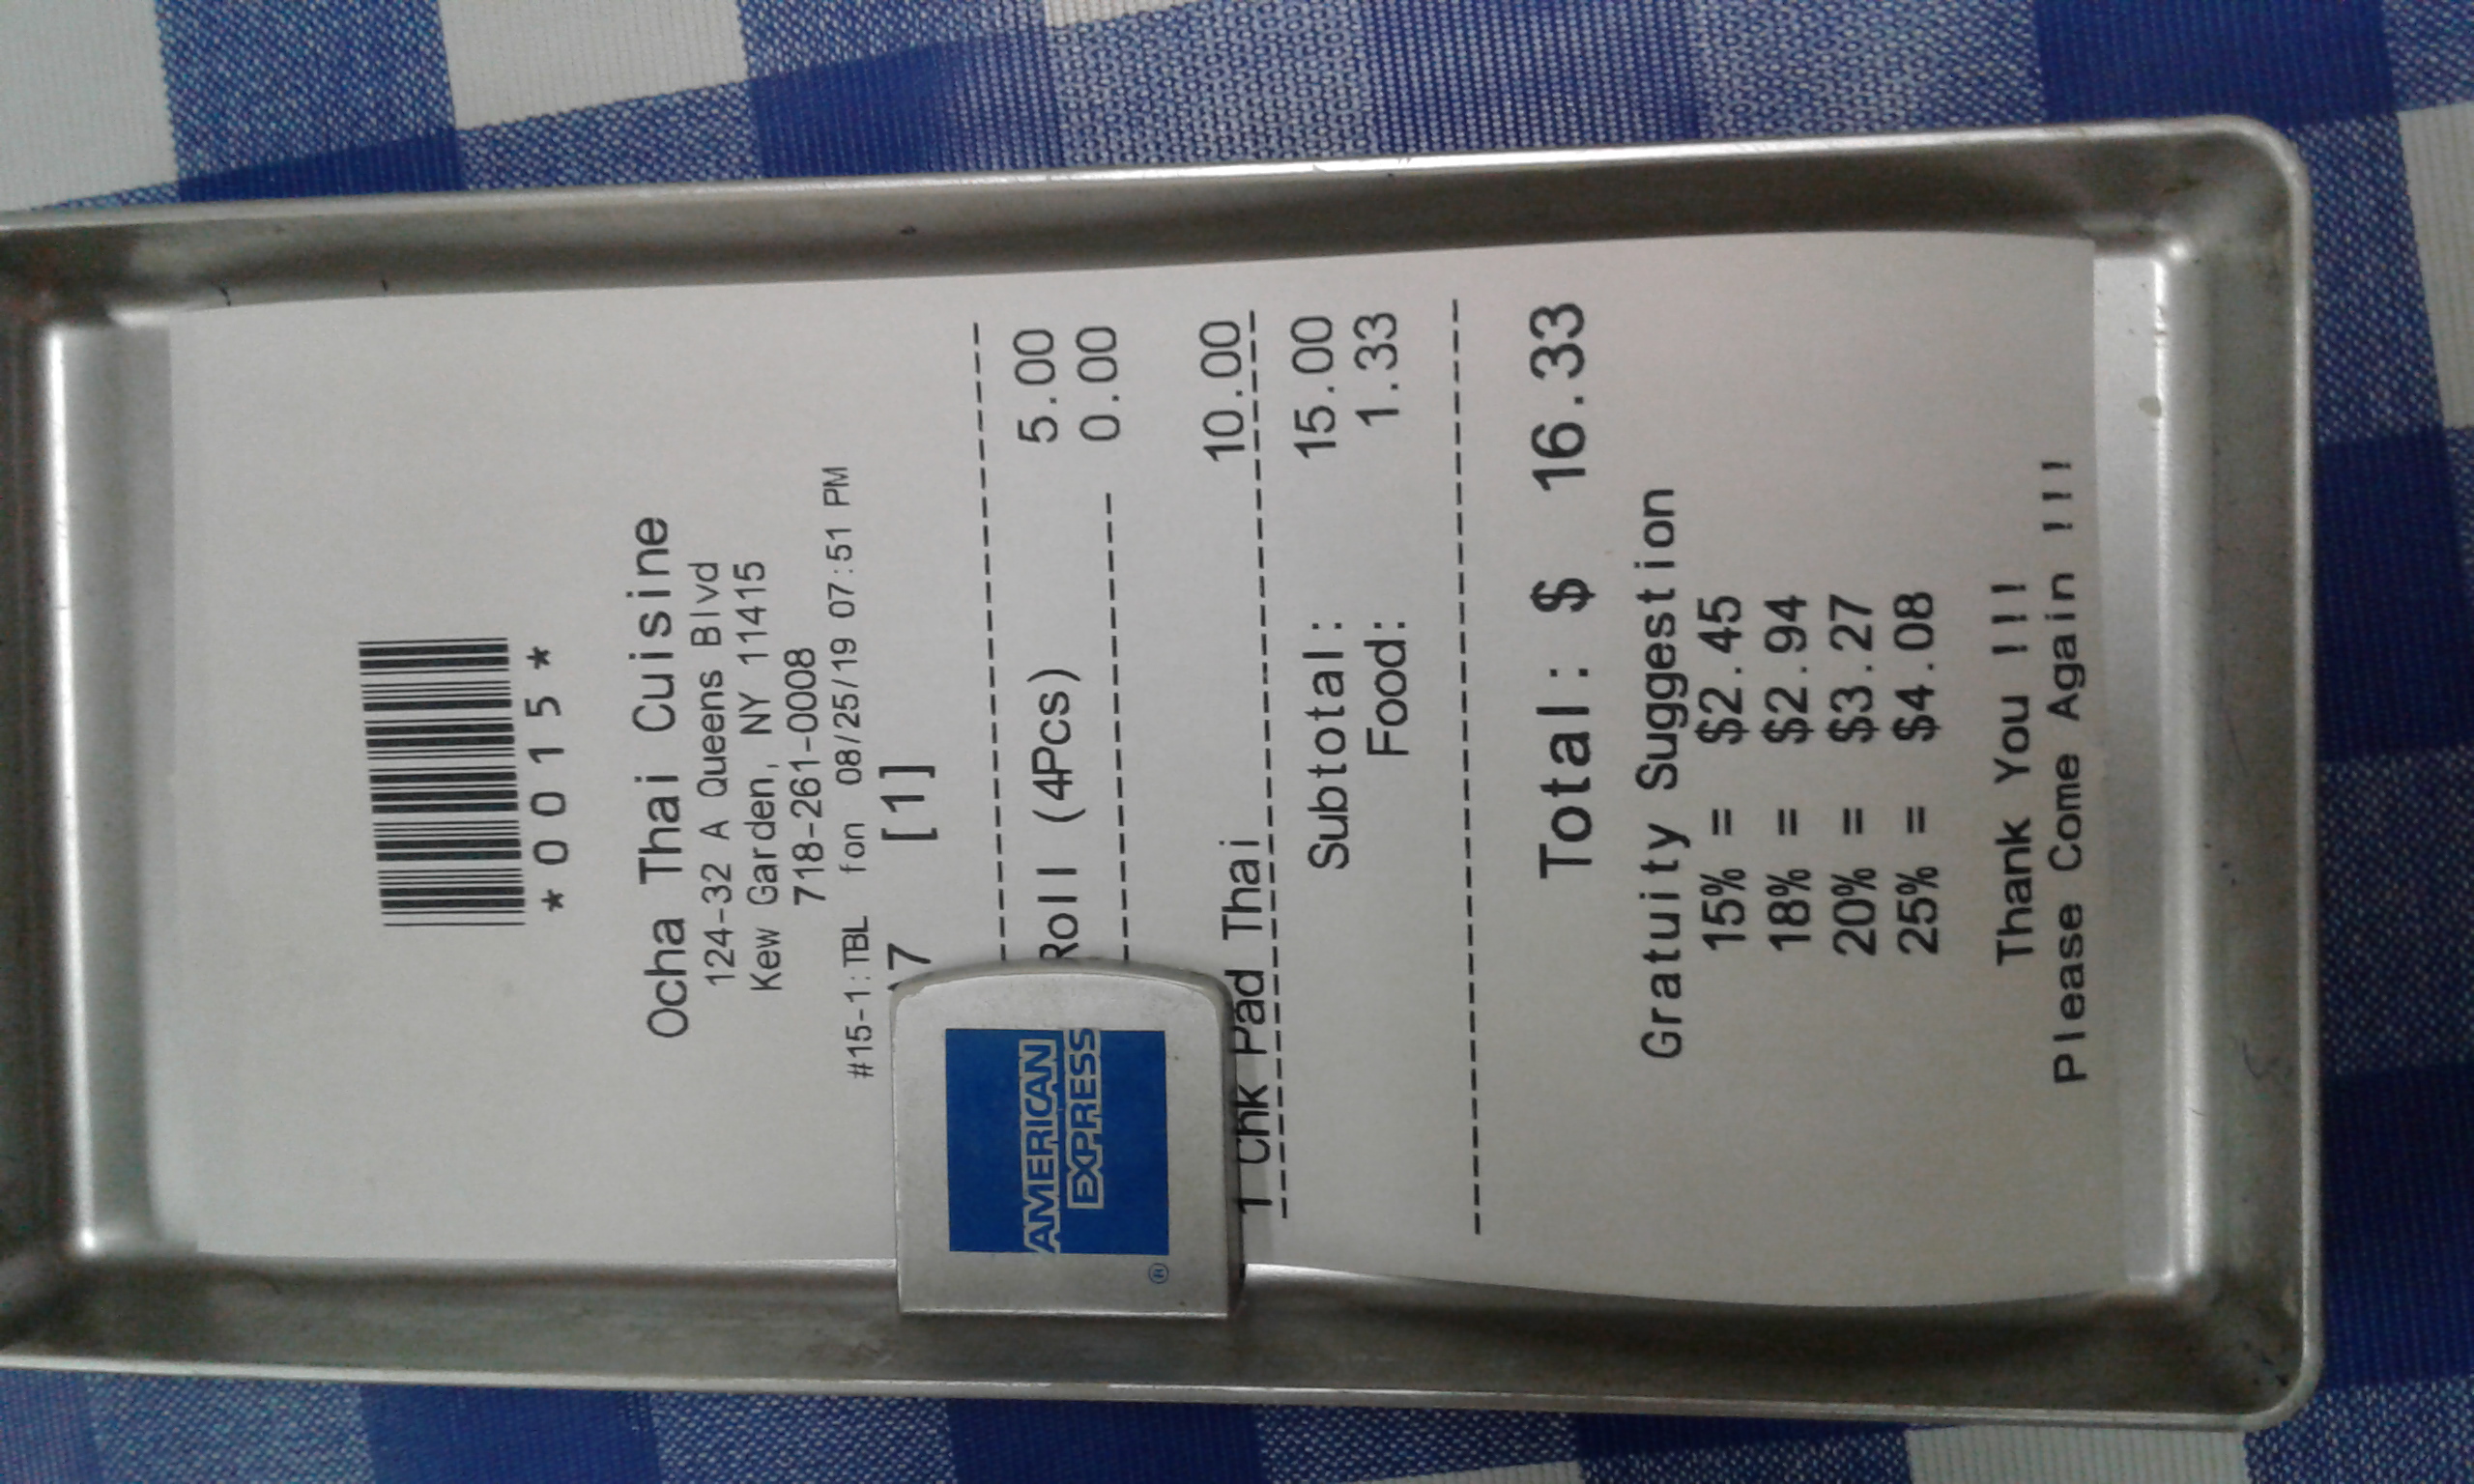 *0015*
Ocha Thai Cuisine
124-32 A Queens Blvd
Kew Garden, NY 11415
718-261-0008
#15-1:TBL fon 08/25/19 07:51 PM
7 [1]
Roll (4Pcs) 5.00
0.00
1 Chk Pad Thai 10.00
Subtotal: 15.00
Food: 1.33
Total: $ 16.33
Gratuity Suggestion
15% = $2.45
18% = $2.94
20% = $3.27
25% = $4.08
Thank You !!!
Please Come Again !!!
AMERICAN
EXPRESS
®